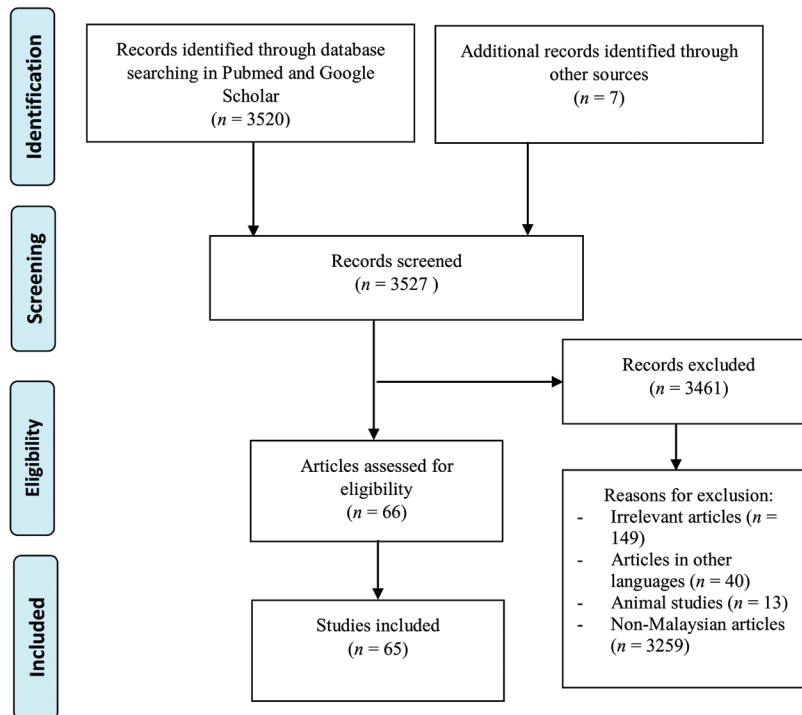 Identification
Records identified through database
searching in Pubmed and Google
Scholar
(n = 3520)
Additional records identified through
other sources
(n = 7)
Screening
Records screened
(n = 3527 )
Records excluded
(n = 3461)
Eligibility
Articles assessed for
eligibility
(n = 66)
Reasons for exclusion:
- Irrelevant articles (n =
149)
- Articles in other
languages (n = 40)
- Animal studies (n = 13)
- Non-Malaysian articles
(n = 3259)
Included
Studies included
(n = 65)